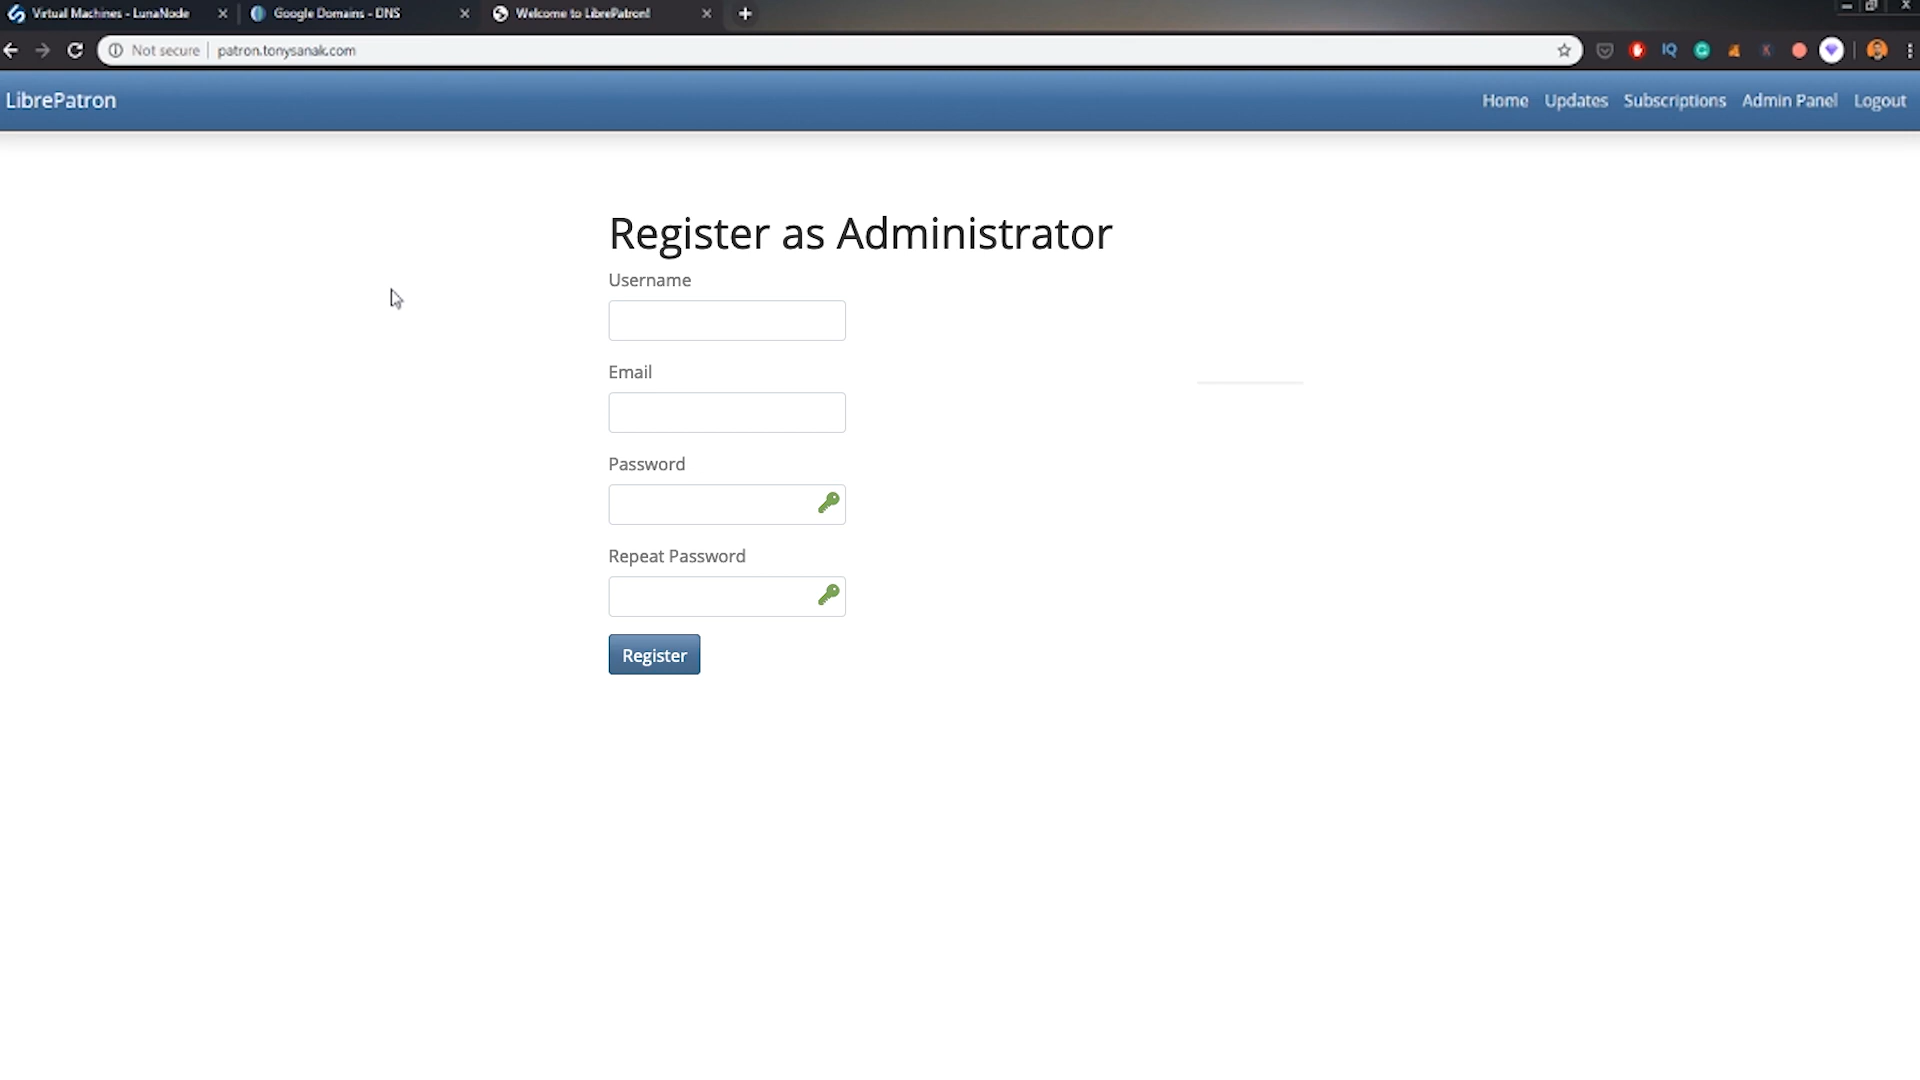 Virtual Machines - LunaNode
Google Domains - DNS
Welcome to LibrePatron!
Not secure
patron.tonysanak.com
IQ
LibrePatron
Home Updates Subscriptions Admin Panel Logout
Register as Administrator
Username
Email
Password
Repeat Password
Register